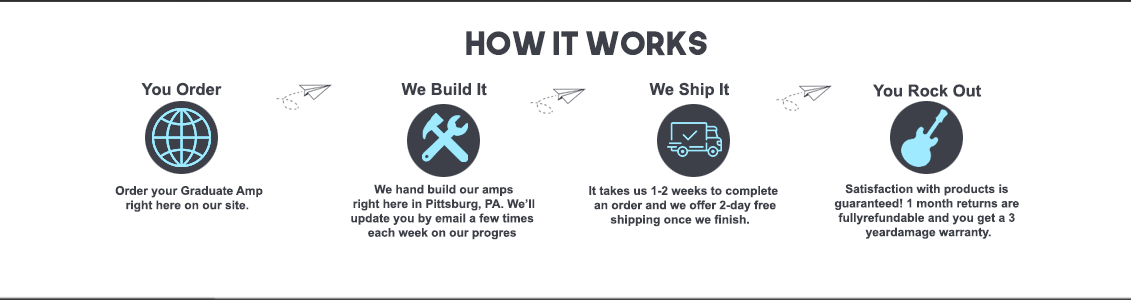 HOW IT WORKS
You Order
Order your Graduate Amp
right here on our site.
We Build It
We hand build our amps
right here in Pittsburg, PA. We'll
update you by email a few times
each week on our progres
We Ship It
It takes us 1-2 weeks to complete
an order and we offer 2-day free
shipping once we finish.
You Rock Out
Satisfaction with products is
guaranteed! 1 month returns are
fullyrefundable and you get a 3
yeardamage warranty.